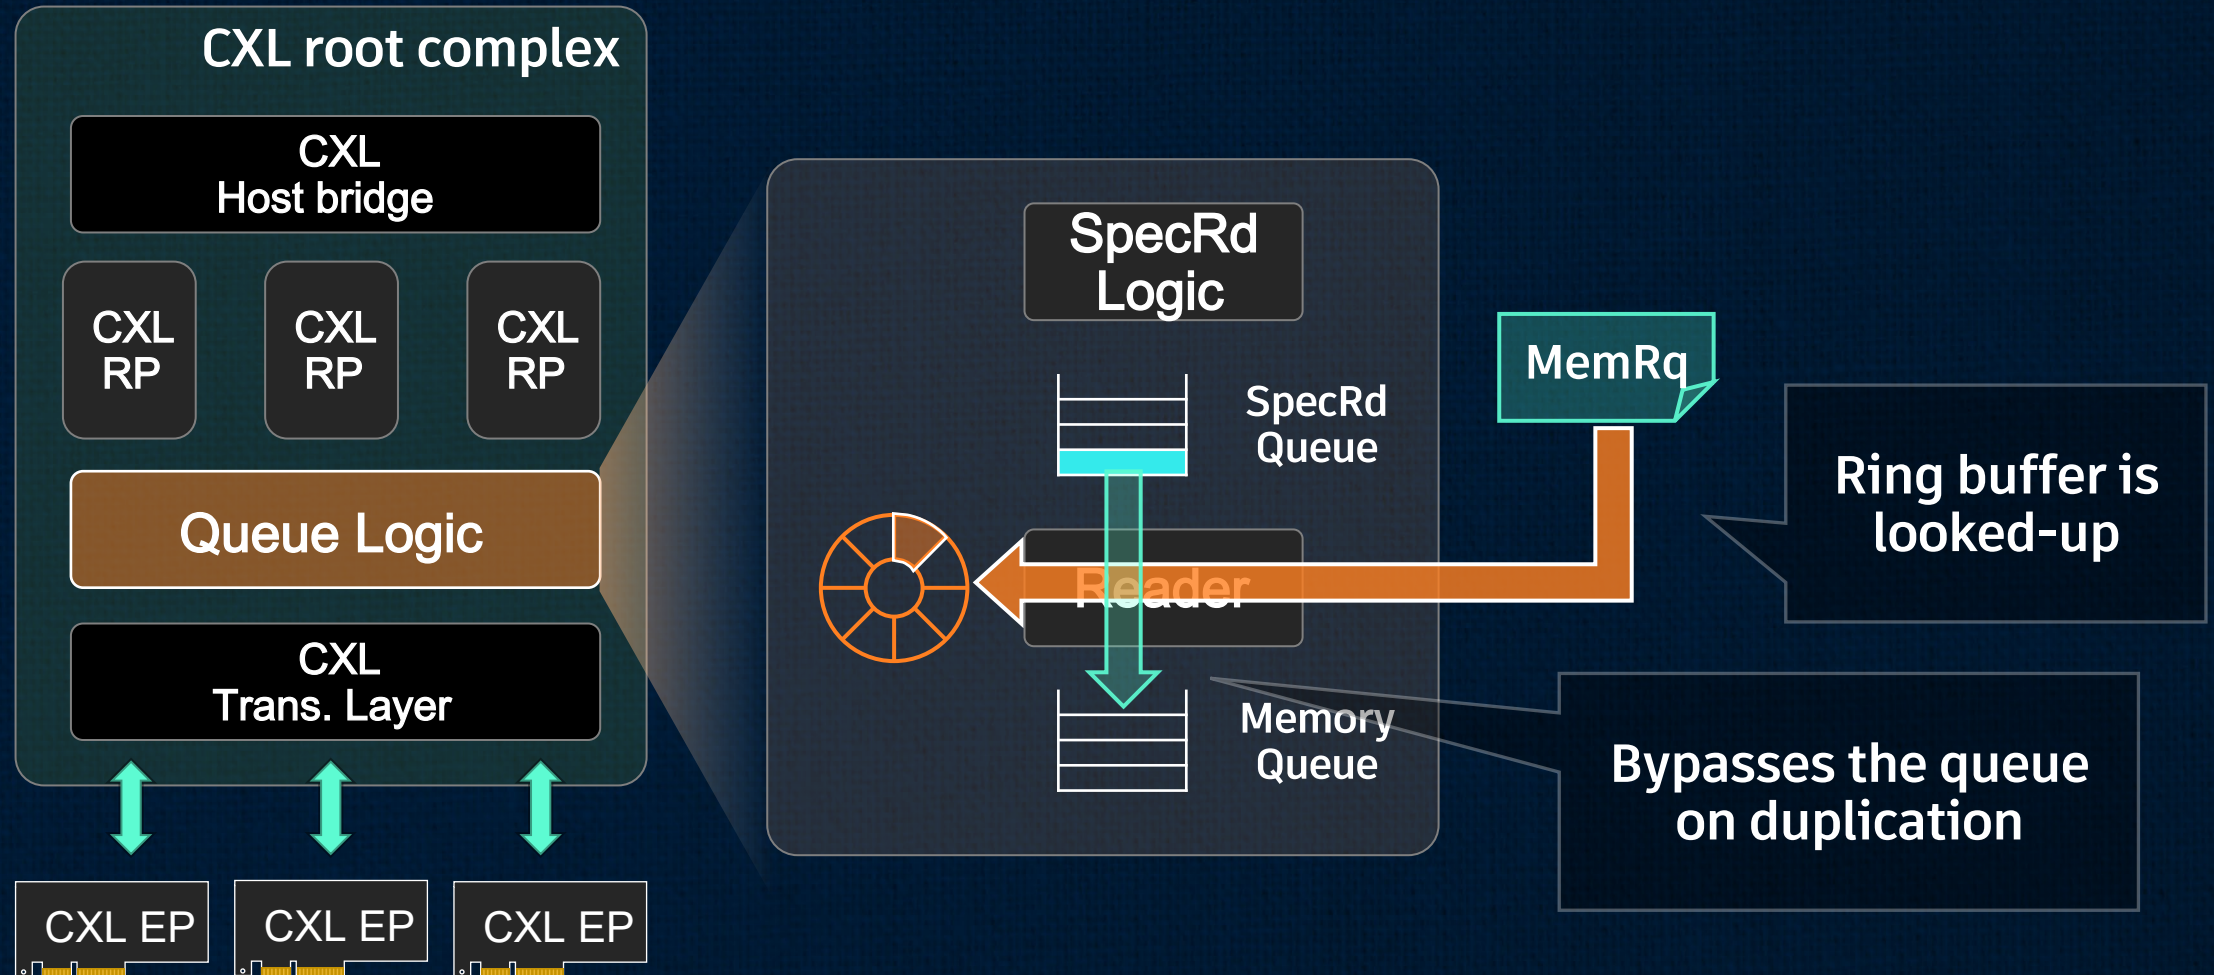 CXL root complex
CXL
Host bridge
CXL
RP
CXL
RP
CXL
RP
Queue Logic
CXL
Trans. Layer
CXL EP
CXL EP
CXL EP
SpecRd
Logic
SpecRd
Queue
Reader
Memory
Queue
MemRq
Ring buffer is
looked-up
Bypasses the queue
on duplication